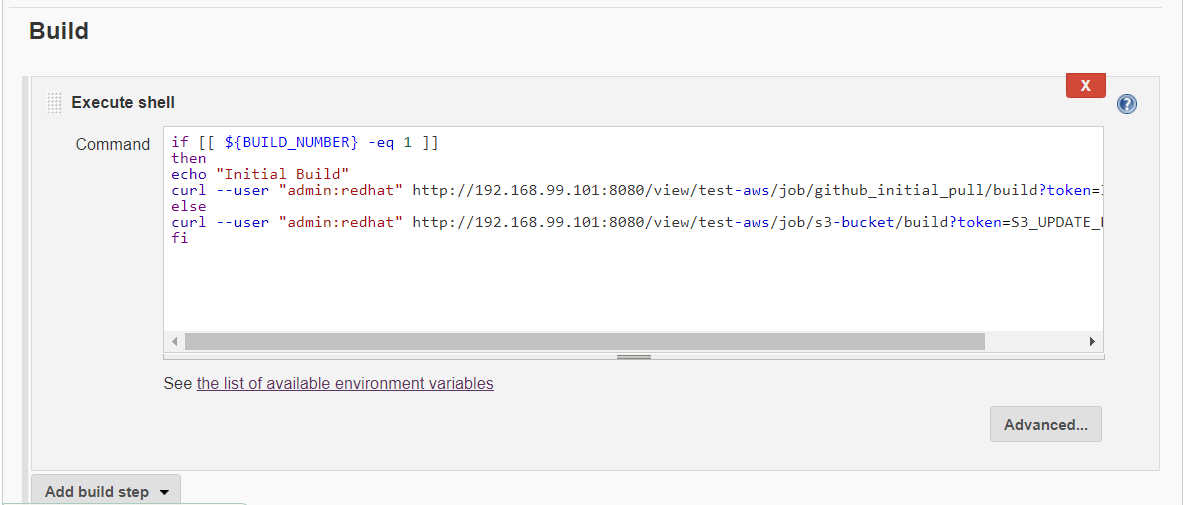 Build
Execute shell
X
?
Command
if [[ ${BUILD_NUMBER} -eq 1 ]]
then
echo "Initial Build"
curl --user "admin:redhat" http://192.168.99.101:8080/view/test-aws/job/github_initial_pull/build?token=
else
curl --user "admin:redhat" http://192.168.99.101:8080/view/test-aws/job/s3-bucket/build?token=S3_UPDATE_
fi
See the list of available environment variables
Advanced...
Add build step